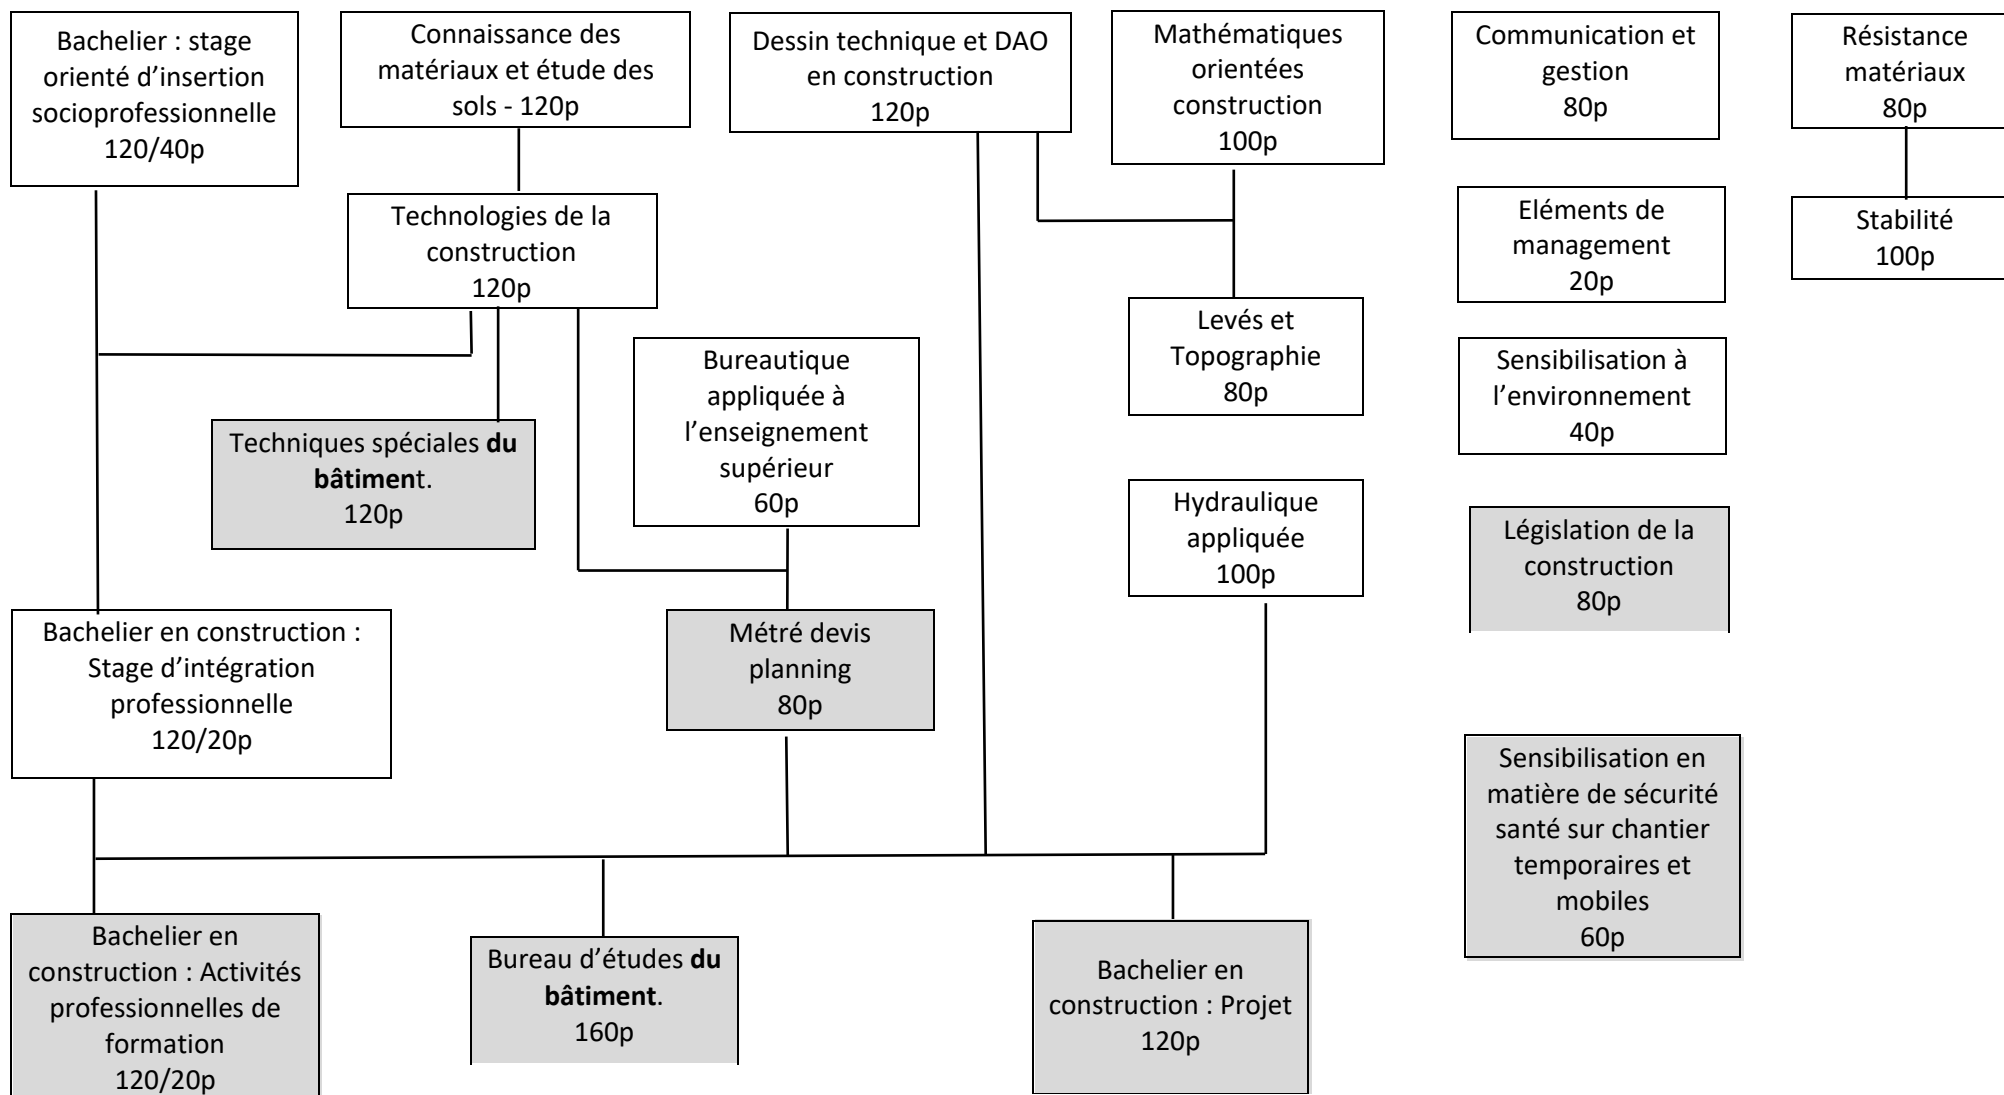 Bachelier : stage
orienté d’insertion
socioprofessionnelle
120/40p
Connaissance des
matériaux et étude des
sols - 120p
Dessin technique et DAO
en construction
120p
Mathématiques
orientées
construction
100p
Communication et
gestion
80p
Résistance
matériaux
80p
Technologies de la
construction
120p
Eléments de
management
20p
Stabilité
100p
Levés et
Topographie
80p
Bureautique
appliquée à
l’enseignement
supérieur
60p
Sensibilisation à
l’environnement
40p
Techniques spéciales du
bâtiment.
120p
Hydraulique
appliquée
100p
Législation de la
construction
80p
Bachelier en construction :
Stage d’intégration
professionnelle
120/20p
Métré devis
planning
80p
Sensibilisation en
matière de sécurité
santé sur chantier
temporaires et
mobiles
60p
Bachelier en
construction : Activités
professionnelles de
formation
120/20p
Bureau d’études du
bâtiment.
160p
Bachelier en
construction : Projet
120p